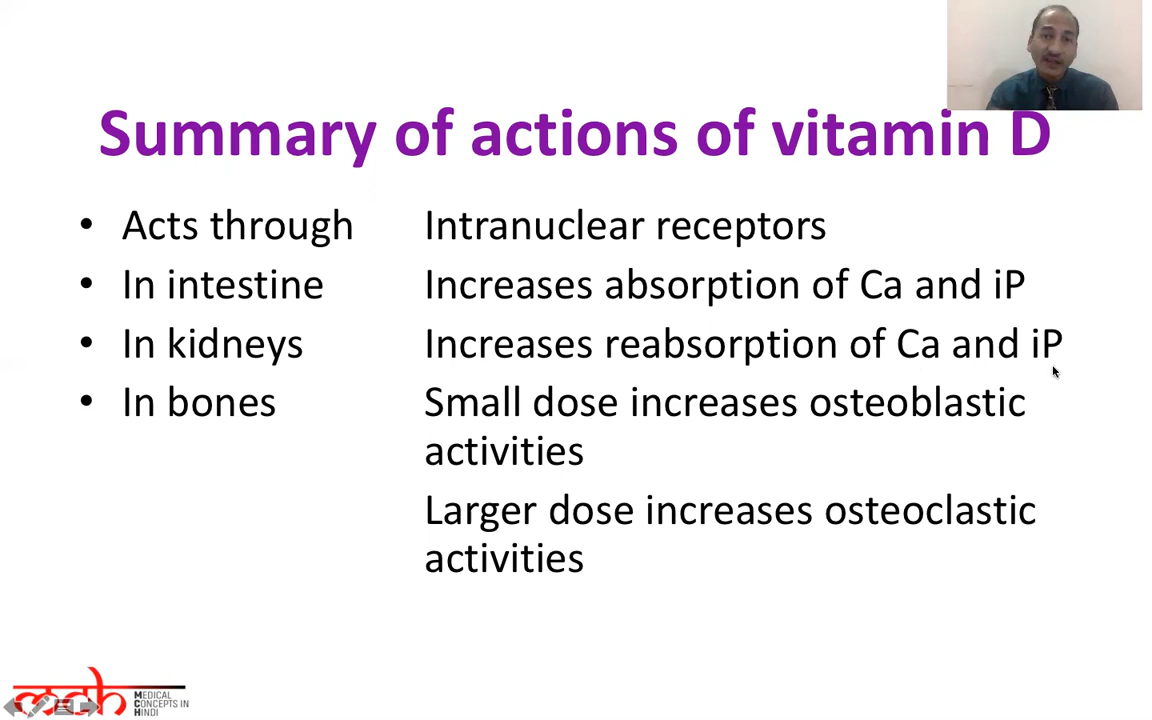 Summary of actions of vitamin D
• Acts through Intranuclear receptors
• In intestine Increases absorption of Ca and iP
• In kidneys Increases reabsorption of Ca and iP
• In bones Small dose increases osteoblastic
activities
Larger dose increases osteoclastic
activities
mch
MEDICAL
CONCEPTS IN
HINDI